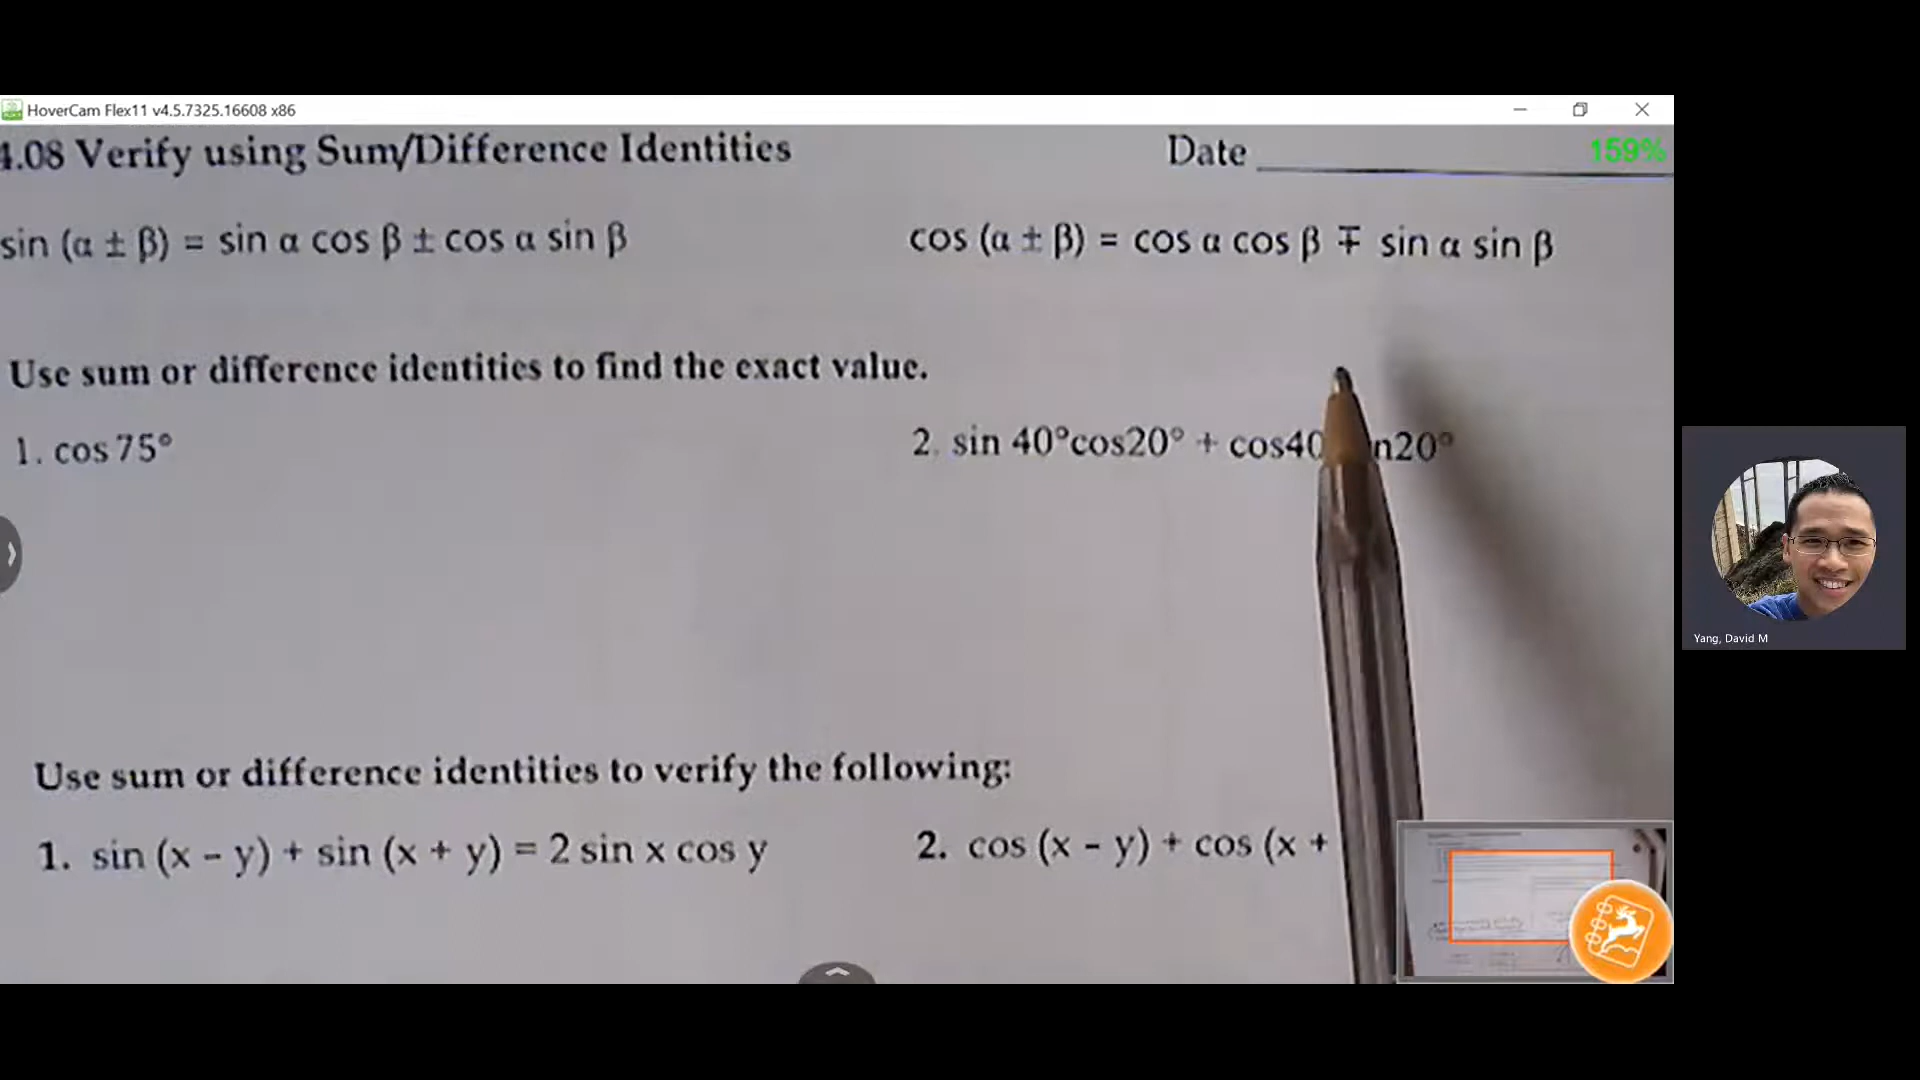 HoverCam Flex11 v4.5.7325.16608 x86
4.08 Verify using Sum/Difference Identities
Date
159%
sin (α ± β) = sin α cos β ± cos α sin β
cos (α ± β) = cos α cos β ∓ sin α sin β
Use sum or difference identities to find the exact value.
1. cos 75°
2. sin 40°cos20° + cos40 n20°
Use sum or difference identities to verify the following:
1. sin (x - y) + sin (x + y) = 2 sin x cos y
2. cos (x - y) + cos (x +
Yang, David M